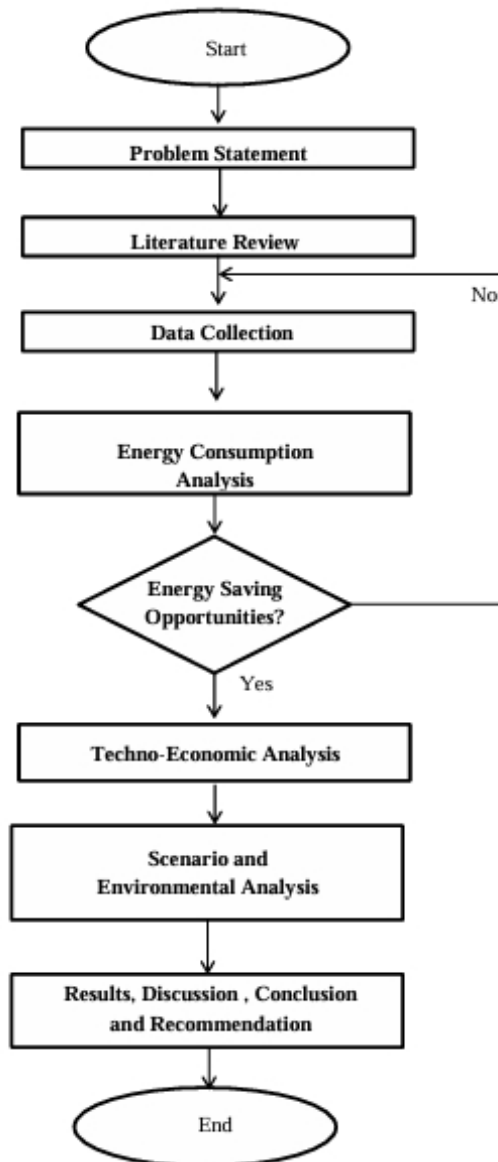 Start
Problem Statement
Literature Review
No
Data Collection
Energy Consumption
Analysis
Energy Saving
Opportunities?
Yes
Techno-Economic Analysis
Scenario and
Environmental Analysis
Results, Discussion , Conclusion
and Recommendation
End